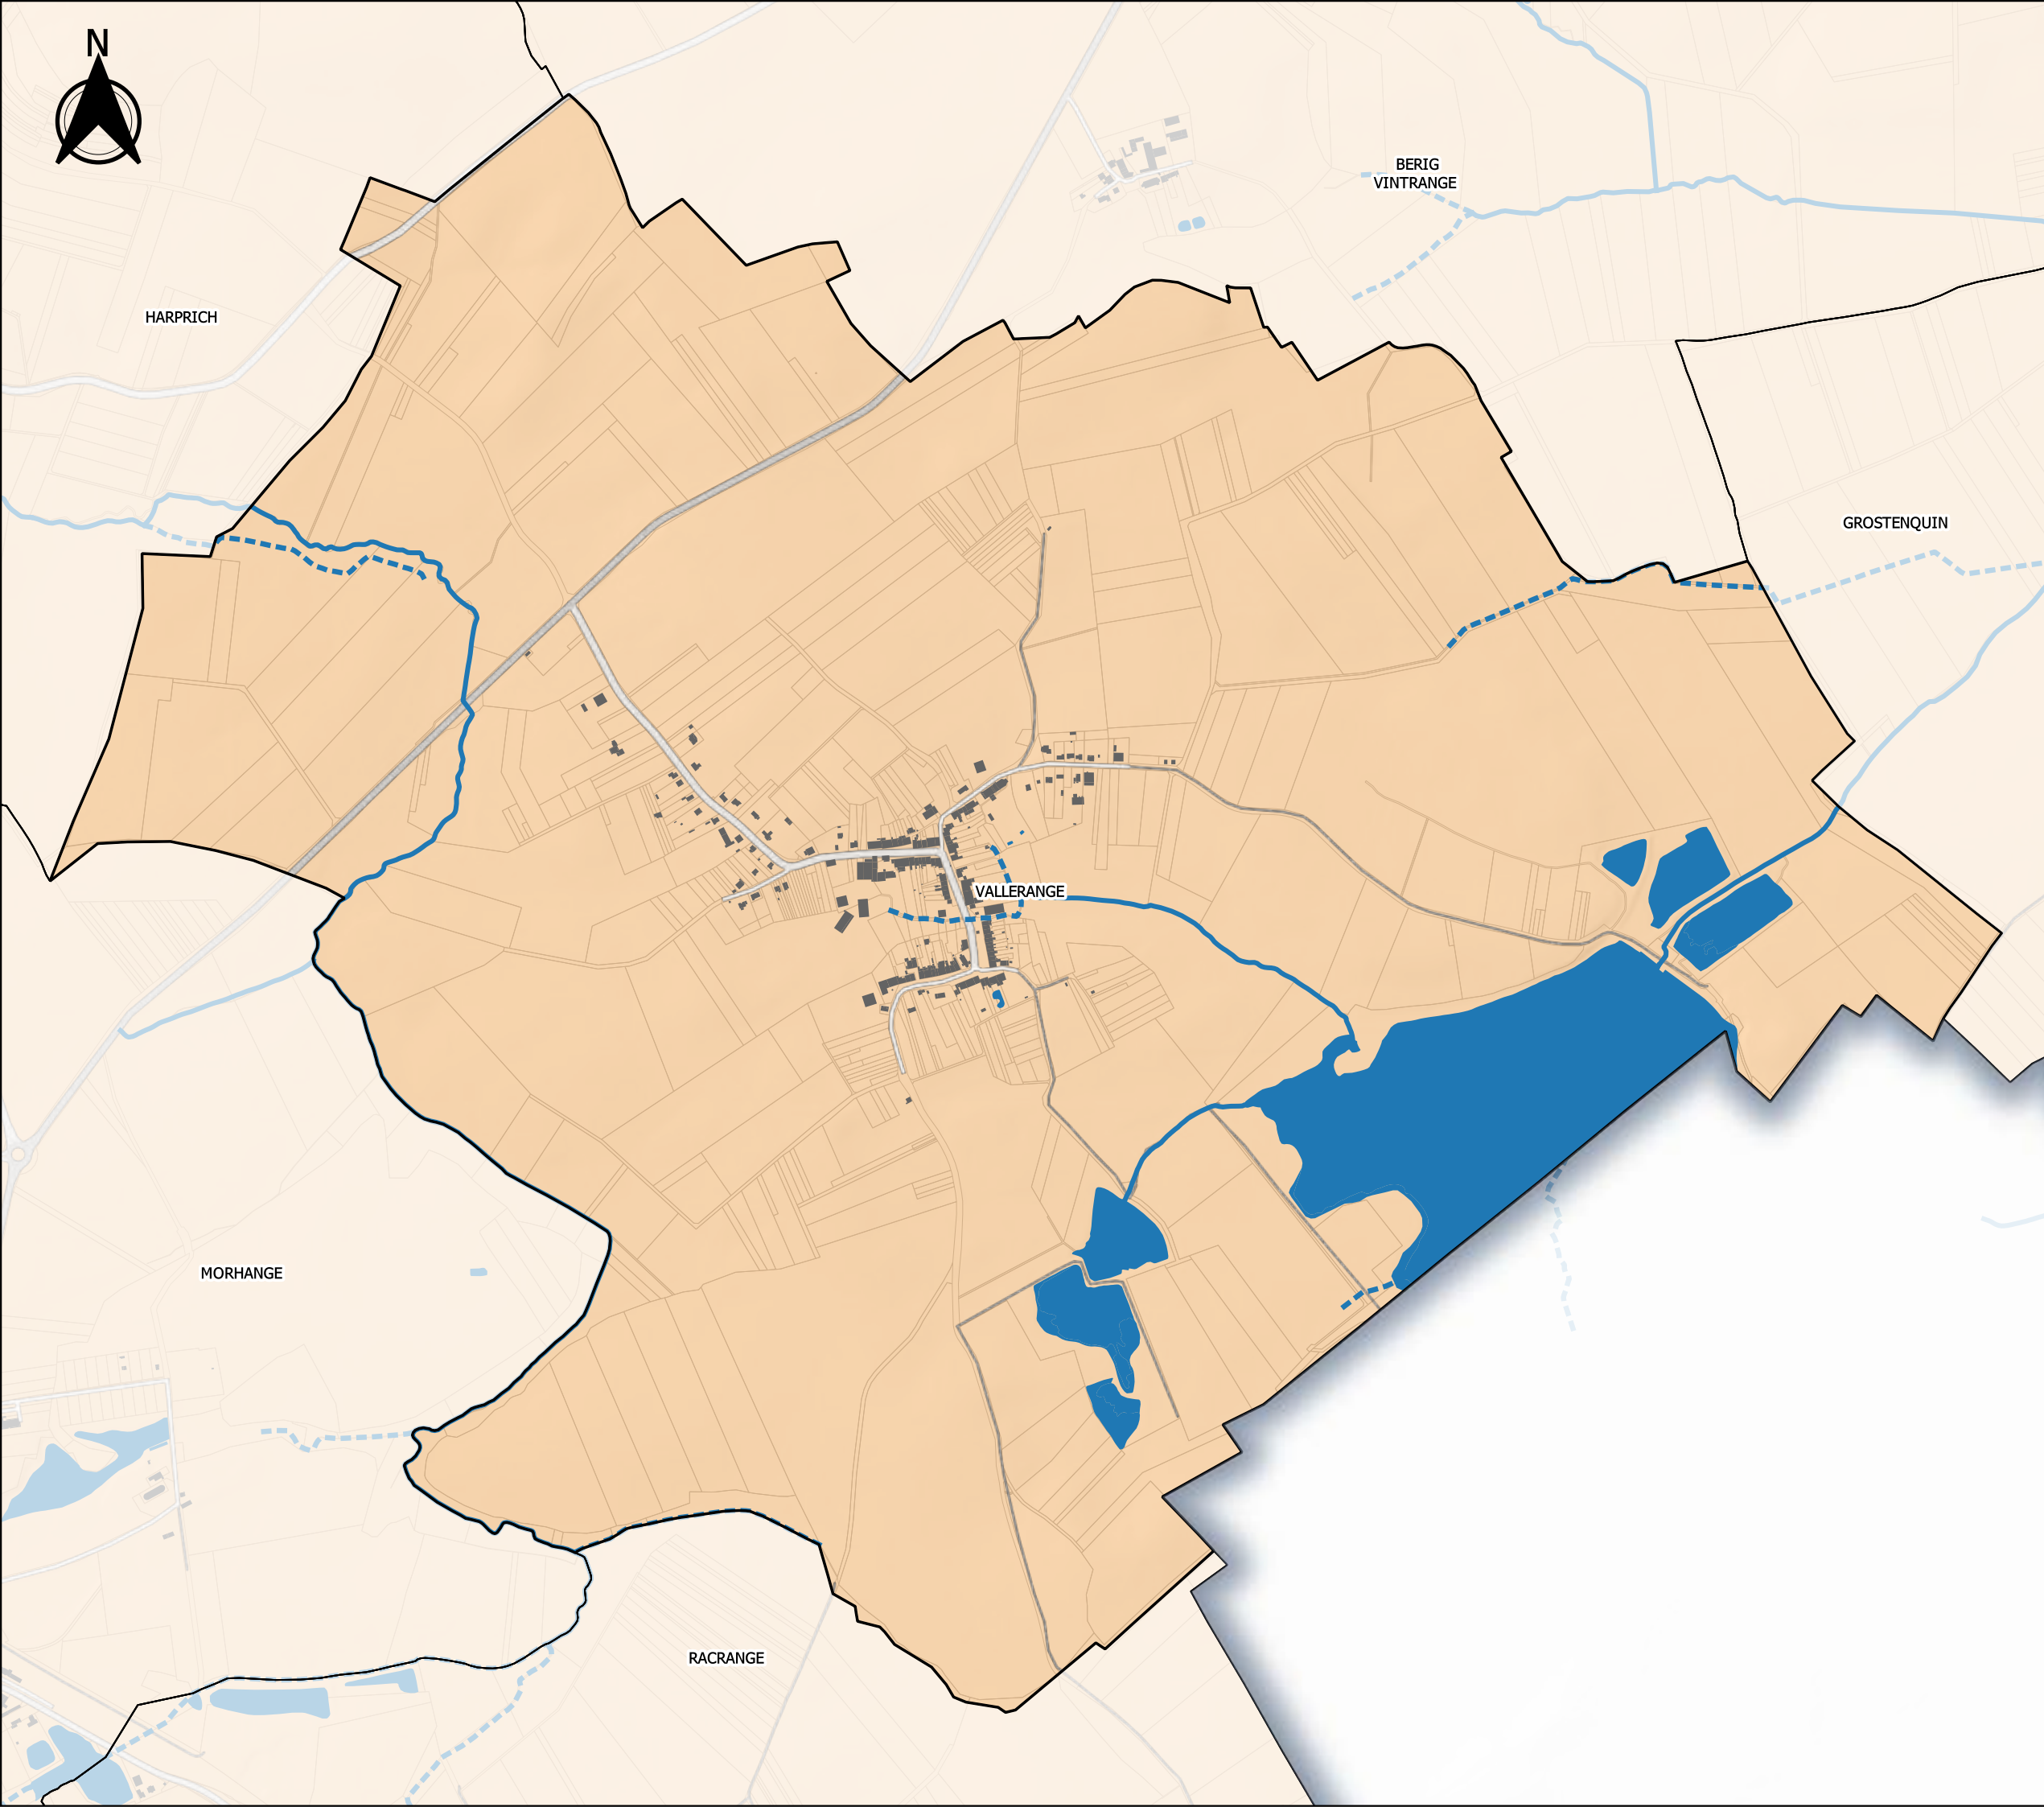 N
BERIG
VINTRANGE
HARPRICH
GROSTENQUIN
VALLERANGE
MORHANGE
RACRANGE